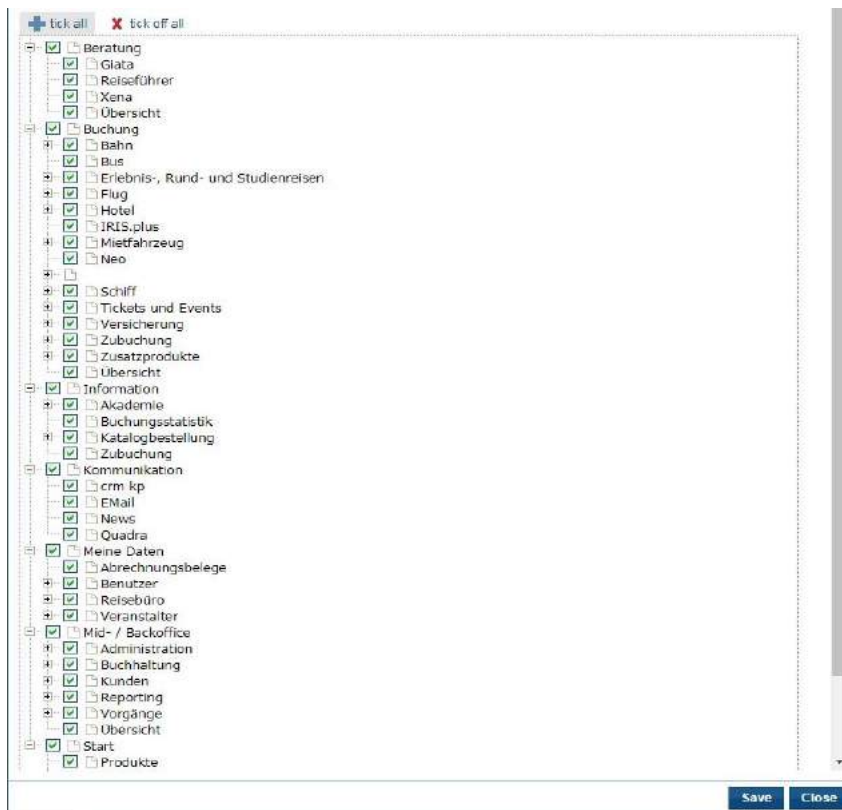 tick all tick off all
Beratung
Giata
Reiseführer
Xena
Übersicht
Buchung
Bahn
Bus
Erlebnis-, Rund- und Studienreisen
Flug
Hotel
IRIS.plus
Mietfahrzeug
Neo
Schiff
Tickets und Events
Versicherung
Zubuchung
Zusatzprodukte
Übersicht
Information
Akademie
Buchungsstatistik
Katalogbestellung
Zubuchung
Kommunikation
crm kp
EMail
News
Quadra
Meine Daten
Abrechnungsbelege
Benutzer
Reisebüro
Veranstalter
Mid- / Backoffice
Administration
Buchhaltung
Kunden
Reporting
Vorgänge
Übersicht
Start
Produkte
Save Close